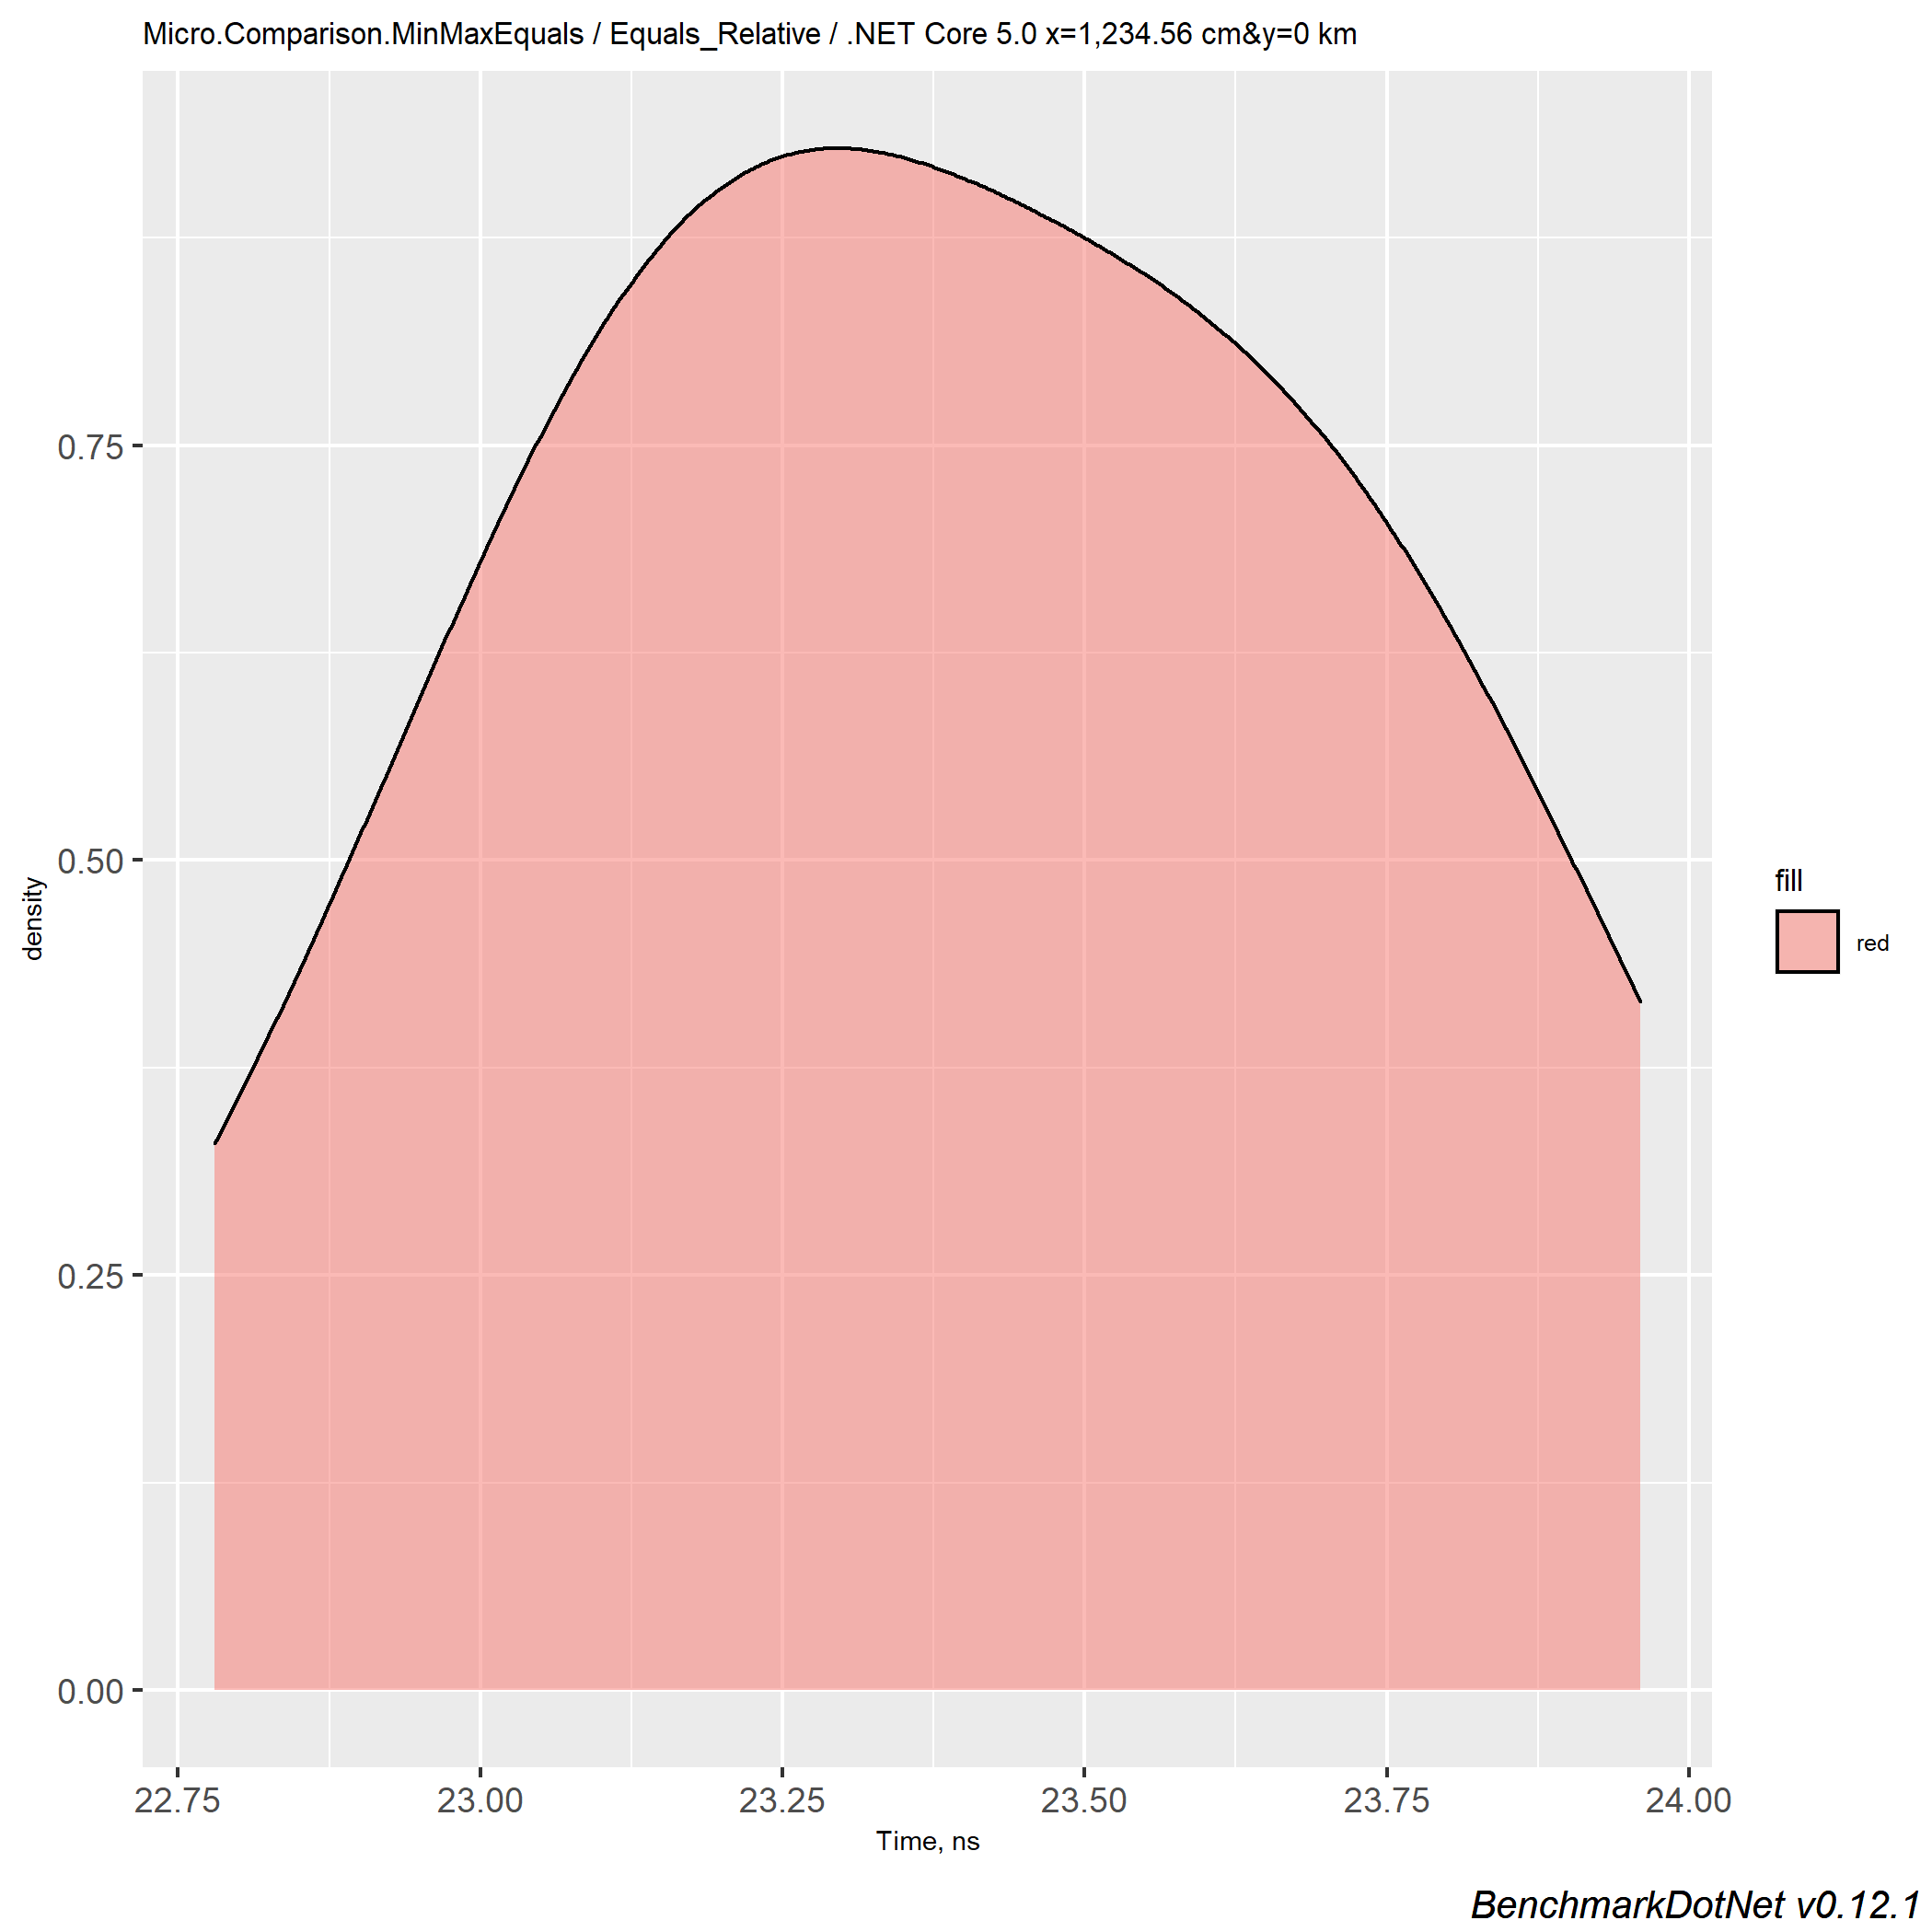 Micro.Comparison.MinMaxEquals / Equals_Relative / .NET Core 5.0 x=1,234.56 cm&y=0 km
0.75
0.50
0.25
0.00
density
22.75 23.00 23.25 23.50 23.75 24.00
Time, ns
fill
red
BenchmarkDotNet v0.12.1